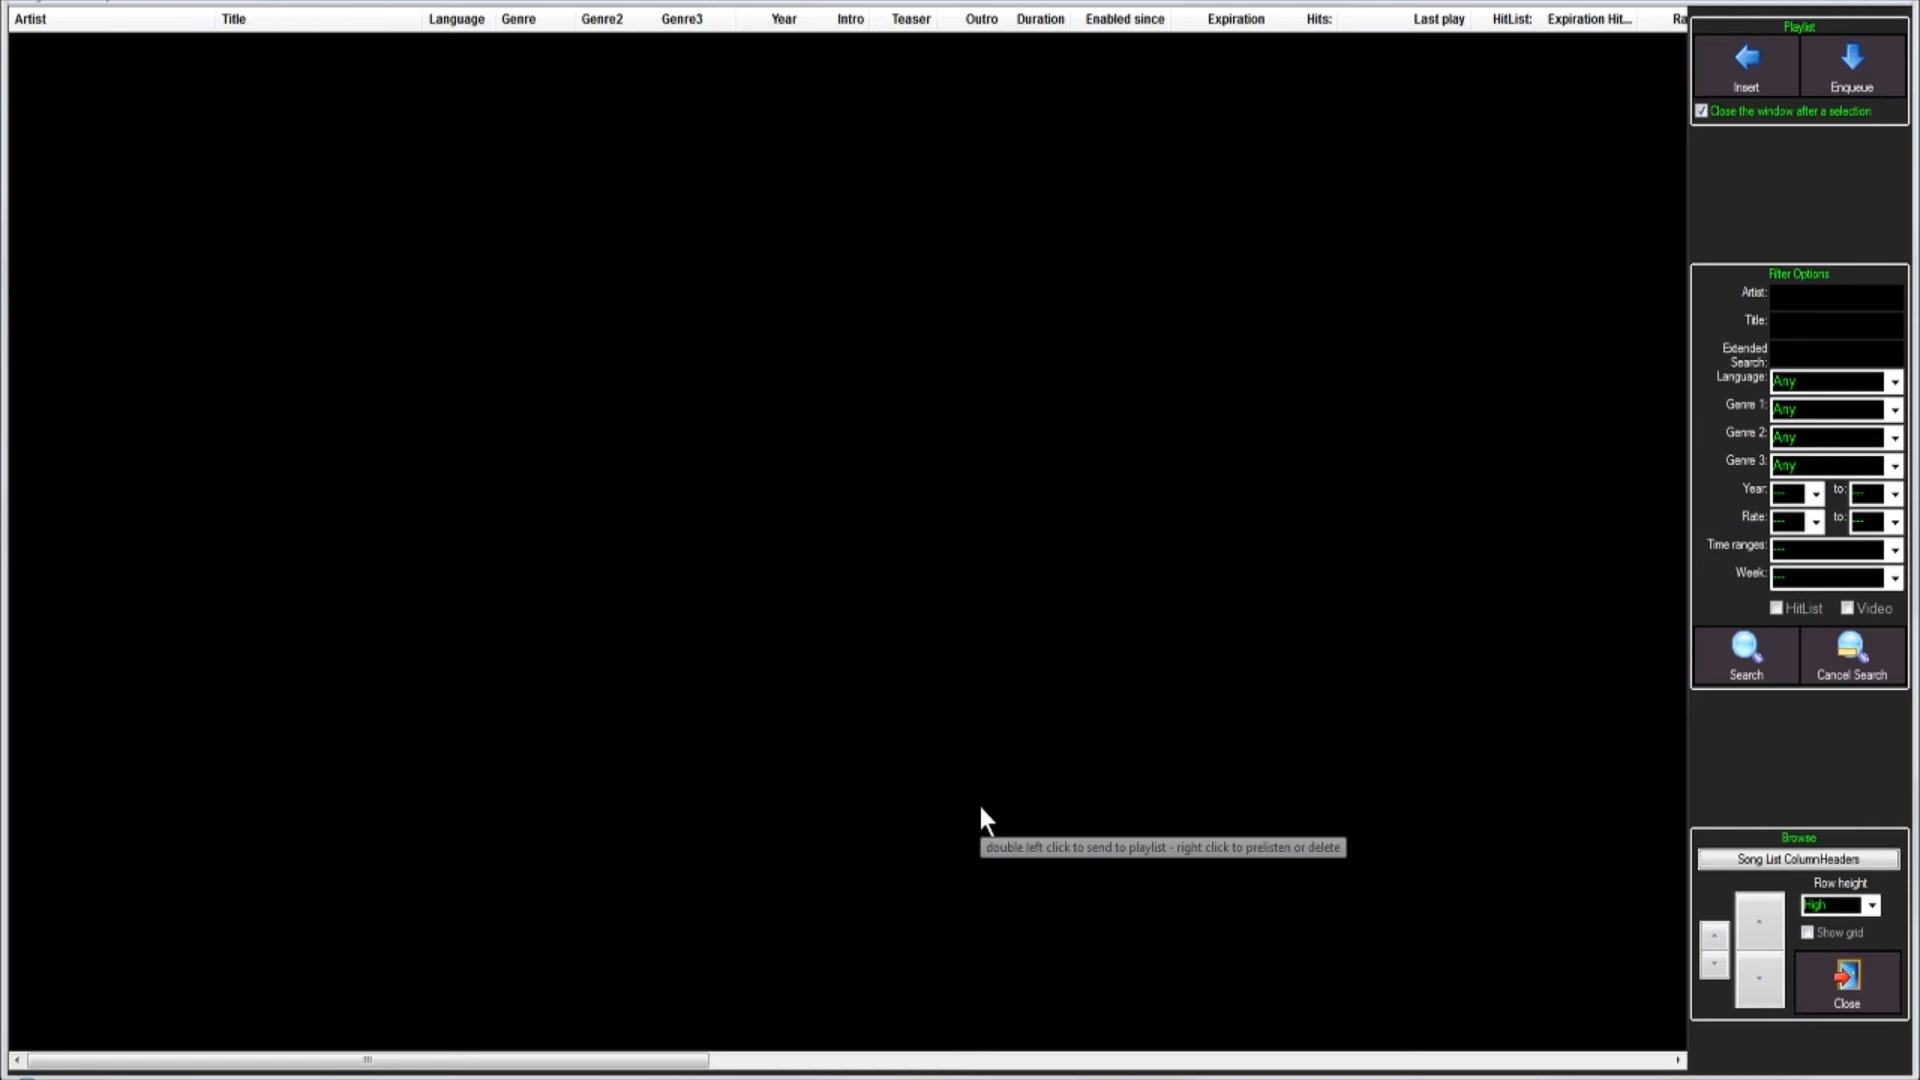 Artist Title Language Genre Genre2 Genre3 Year Intro Teaser Outro Duration Enabled since Expiration Hits: Last play HitList: Expiration Hit... Ra
Playlist
Insert Enqueue
Close the window after a selection
Filter Options
Artist:
Title:
Extended
Search:
Language: Any
Genre 1: Any
Genre 2: Any
Genre 3: Any
Year: --- to: ---
Rate: --- to: ---
Time ranges: ---
Week: ---
HitList Video
Search Cancel Search
double left click to send to playlist - right click to prelisten or delete
Browse
Song List ColumnHeaders
Row height
High
Show grid
Close